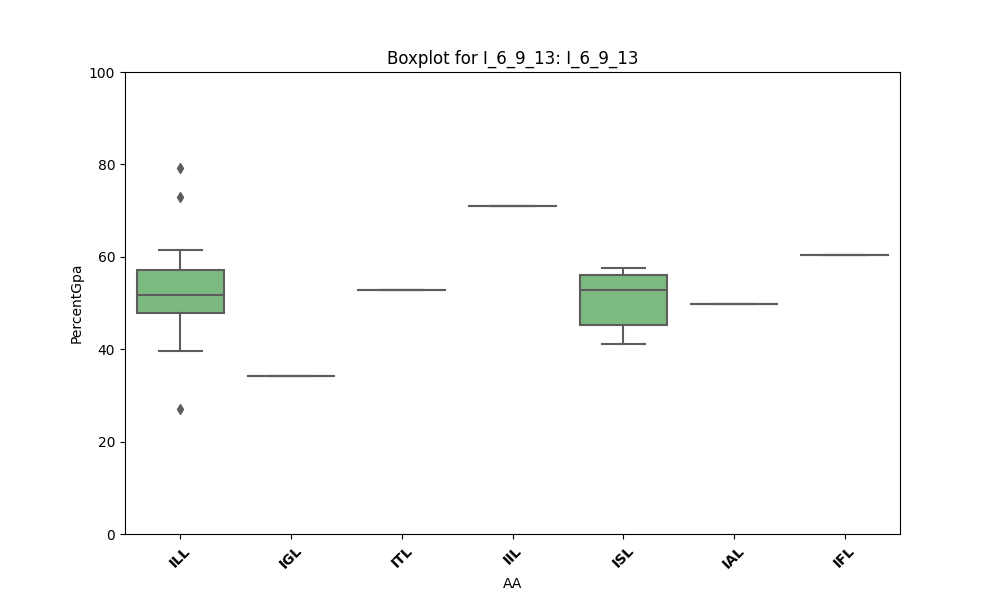 Boxplot for I_6_9_13: I_6_9_13
100
80
60
40
20
0
PercentGpa
ILL
IGL
ITL
IIL
ISL
IAL
IFL
AA